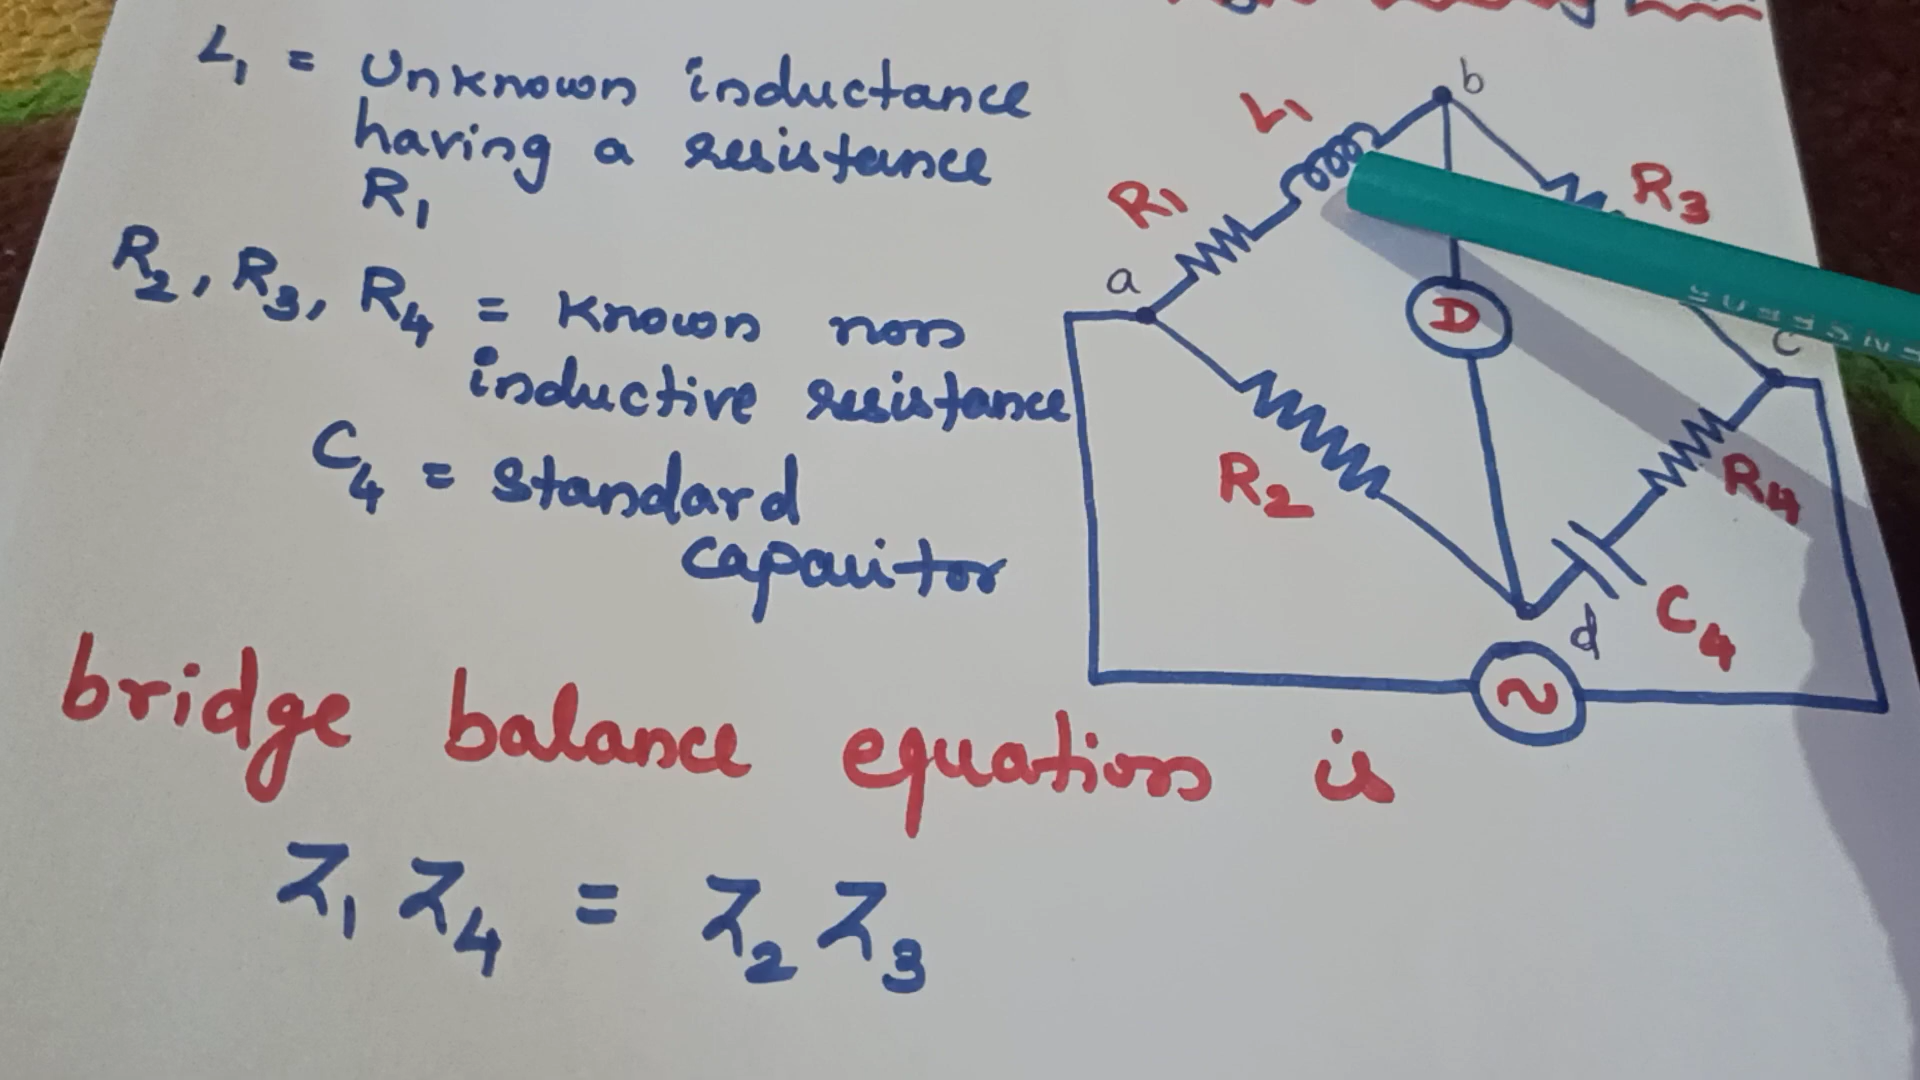 L₁ = Unknown inductance
having a resistance
R₁
R₂, R₃, R₄ = Known non
inductive resistance
C₄ = Standard
capacitor
bridge balance equation is
Z₁ Z₄ = Z₂ Z₃
b
L₁
R₃
R₁
a
D
c
R₂
R₄
d
C₄
~